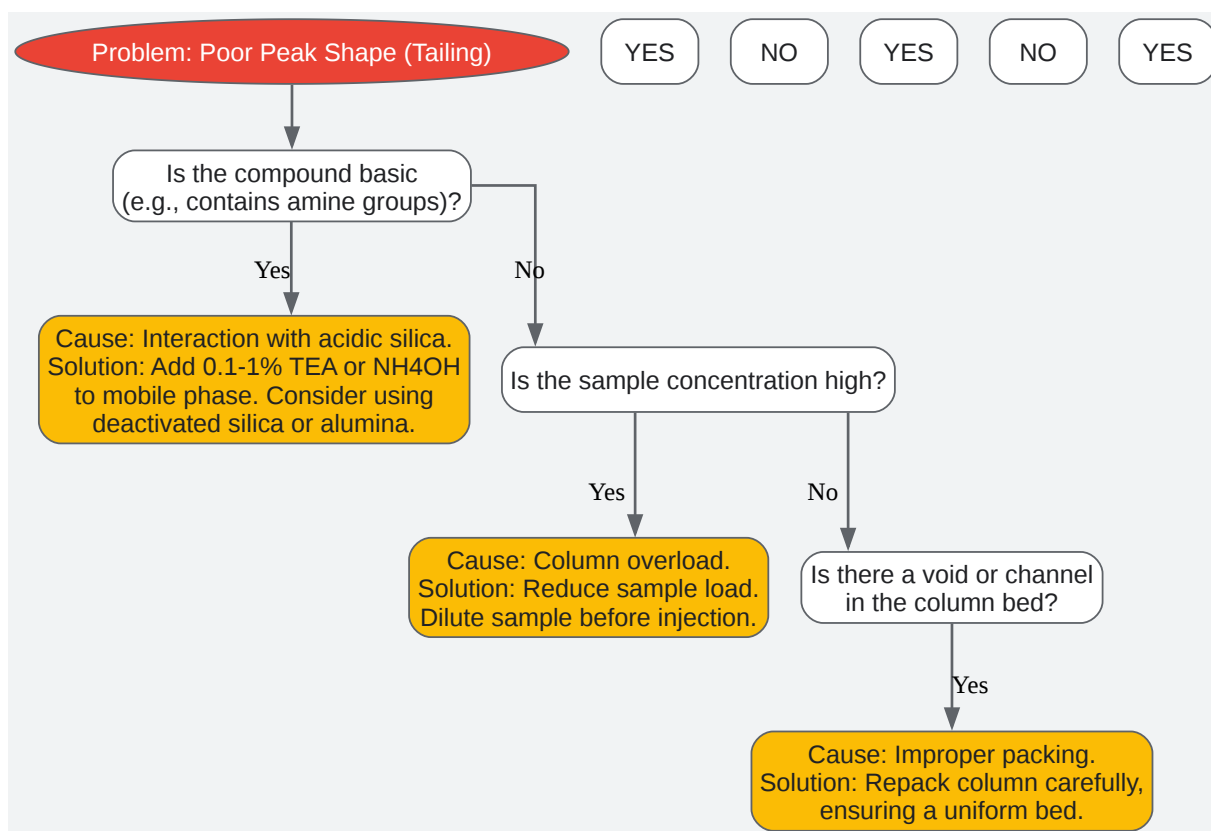 Problem: Poor Peak Shape (Tailing)
YES
NO
YES
NO
YES
Is the compound basic
(e.g., contains amine groups)?
Yes
No
Cause: Interaction with acidic silica.
Solution: Add 0.1-1% TEA or NH4OH
to mobile phase. Consider using
deactivated silica or alumina.
Is the sample concentration high?
Yes
No
Cause: Column overload.
Solution: Reduce sample load.
Dilute sample before injection.
Is there a void or channel
in the column bed?
Yes
Cause: Improper packing.
Solution: Repack column carefully,
ensuring a uniform bed.